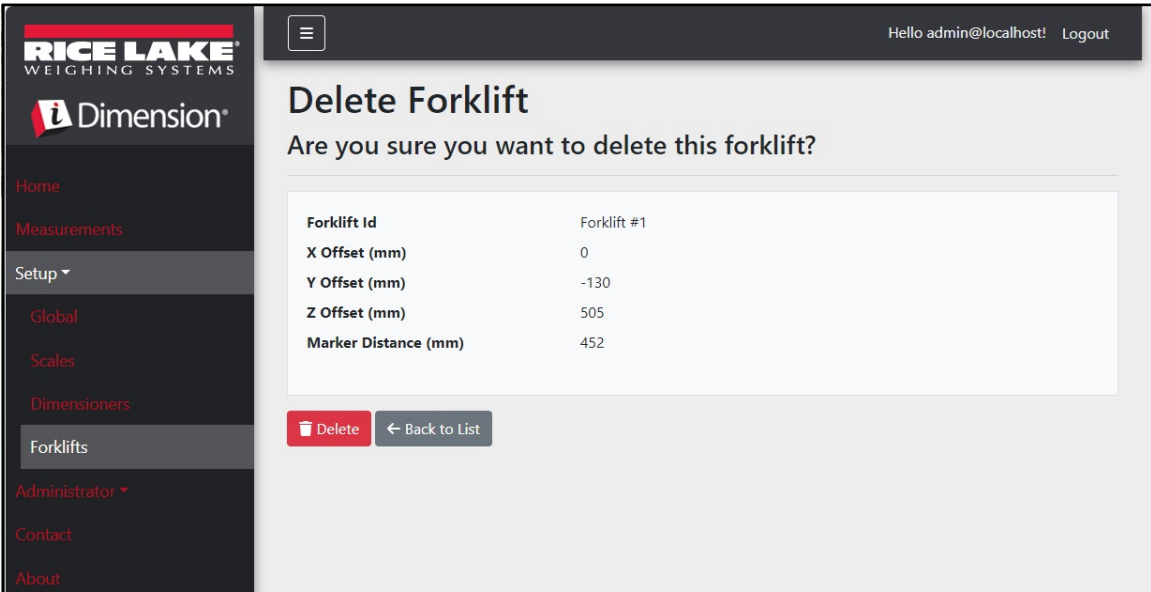 RICE LAKE®
WEIGHING SYSTEMS
i Dimension®
Hello admin@localhost! Logout
Home
Measurements
Setup
Global
Scales
Dimensioners
Forklifts
Administrator
Contact
About
Delete Forklift
Are you sure you want to delete this forklift?
Forklift Id Forklift #1
X Offset (mm) 0
Y Offset (mm) -130
Z Offset (mm) 505
Marker Distance (mm) 452
Delete ← Back to List